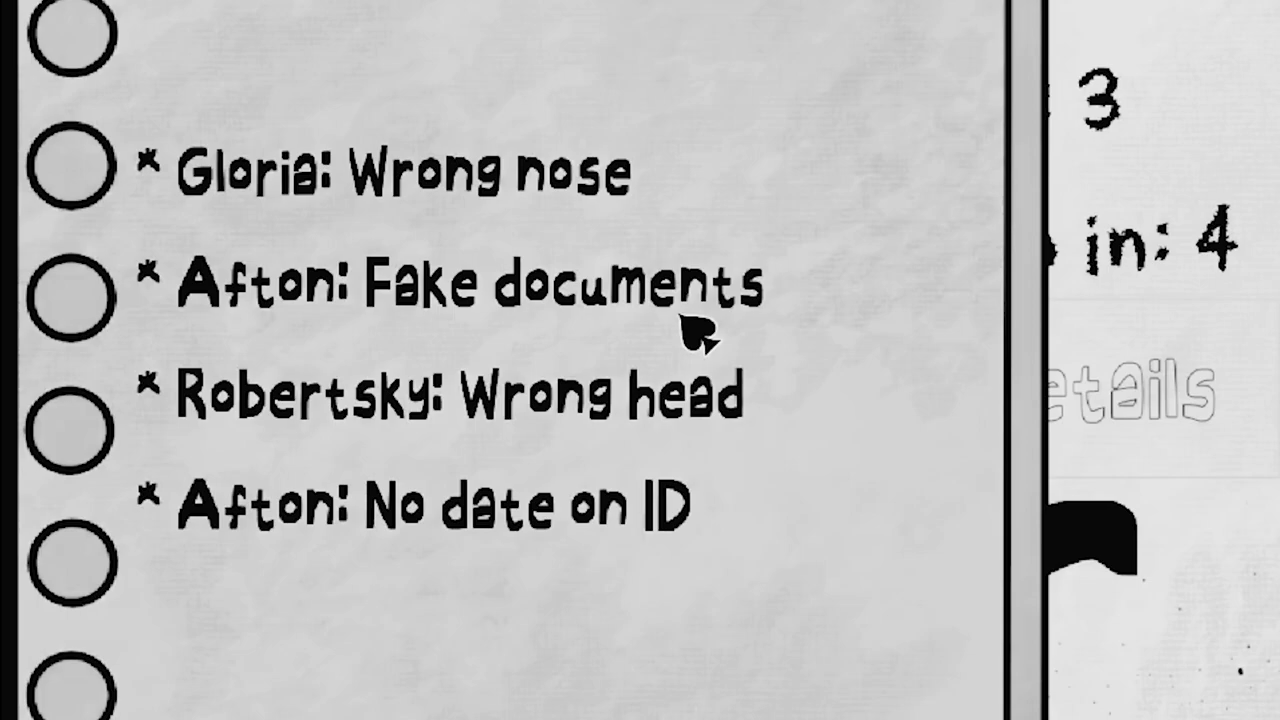 3
* Gloria: Wrong nose
in: 4
* Afton: Fake documents
* Robertsky: Wrong head
* Afton: No date on ID